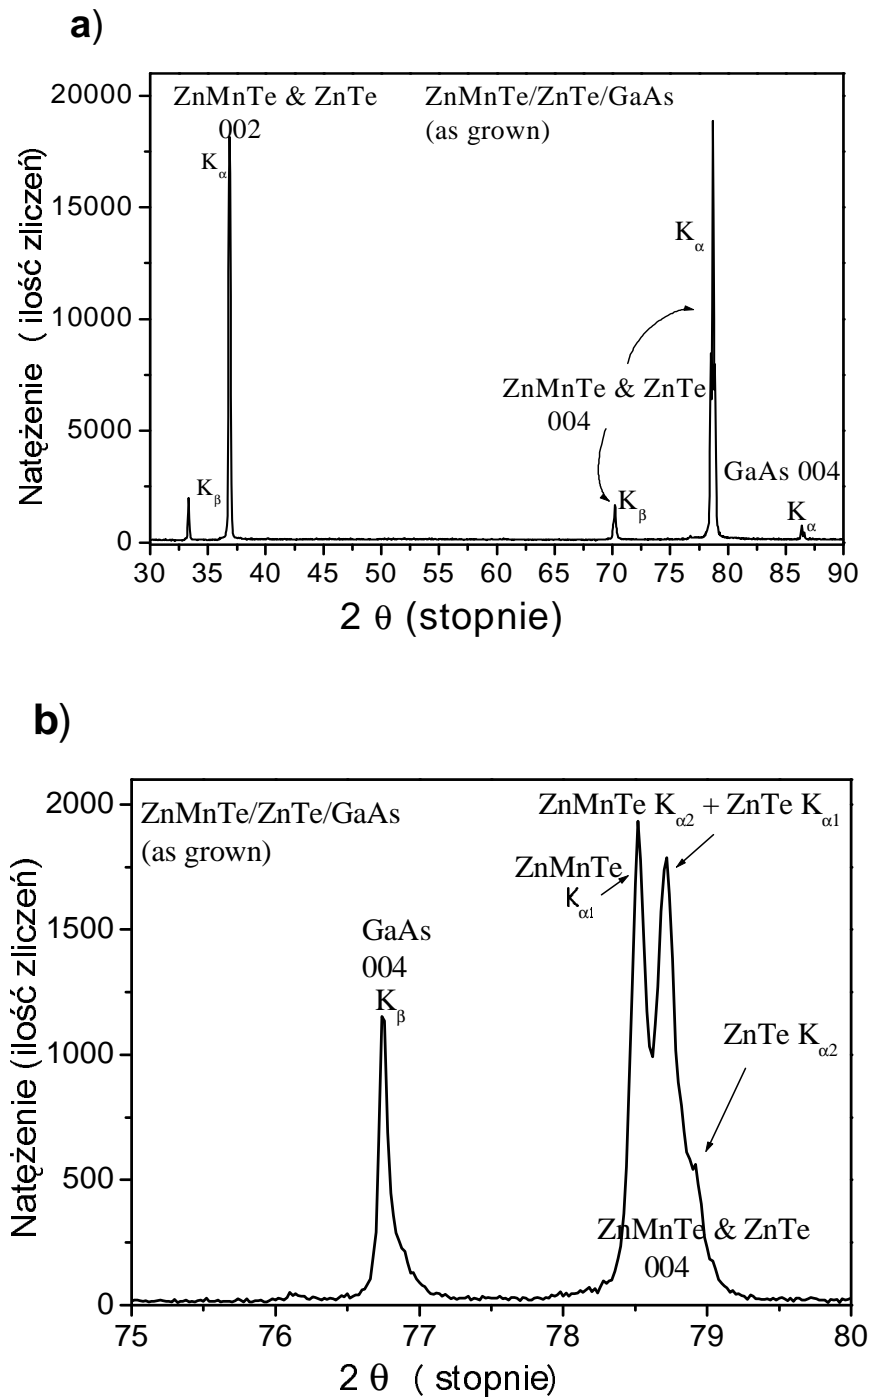 a)
ZnMnTe & ZnTe
002
ZnMnTe/ZnTe/GaAs
(as grown)
Kα
Kα
ZnMnTe & ZnTe
004
GaAs 004
Kβ
Kβ
Kα
20000
15000
10000
5000
0
Natężenie ( ilość zliczeń)
30 35 40 45 50 55 60 65 70 75 80 85 90
2 θ (stopnie)
b)
ZnMnTe/ZnTe/GaAs
(as grown)
ZnMnTe Kα2 + ZnTe Kα1
ZnMnTe
Kα1
GaAs
004
Kβ
ZnTe Kα2
ZnMnTe & ZnTe
004
2000
1500
1000
500
0
Natężenie (ilość zliczeń)
75 76 77 78 79 80
2 θ ( stopnie)